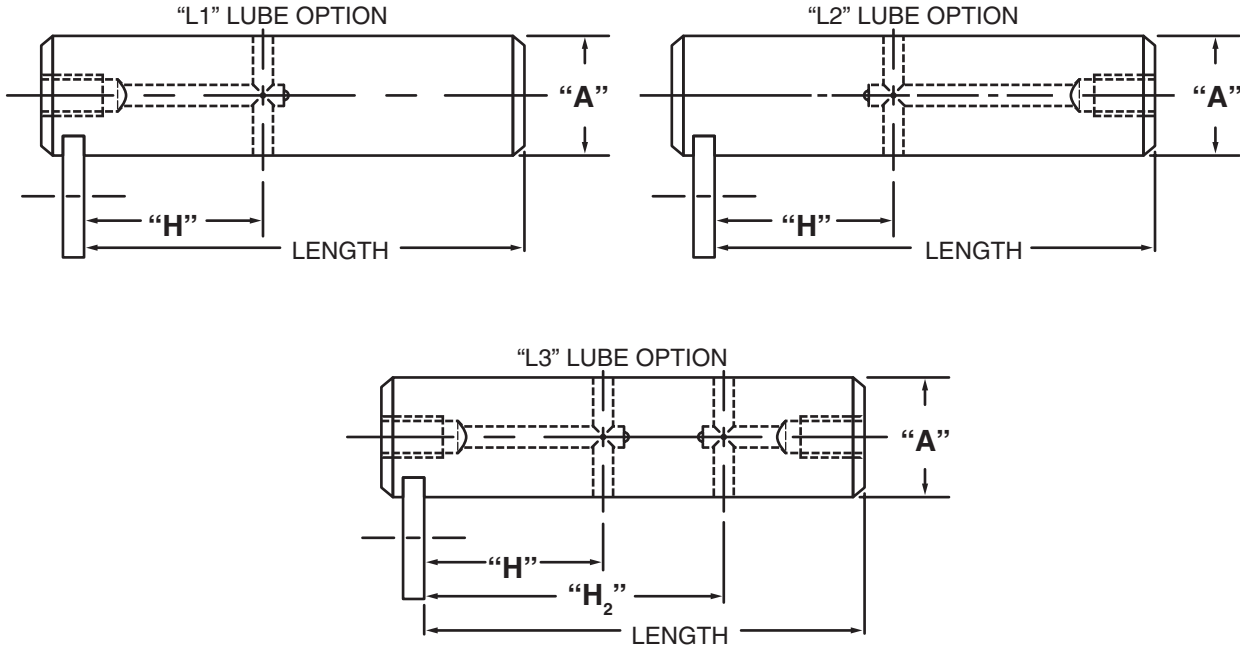 “L1” LUBE OPTION
“A”
“H”
LENGTH
“L2” LUBE OPTION
“A”
“H”
LENGTH
“L3” LUBE OPTION
“A”
“H2”
“H”
LENGTH